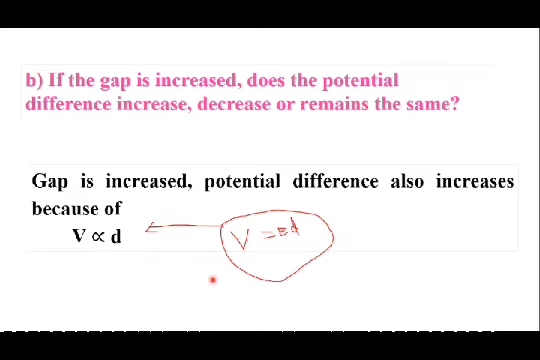 b) If the gap is increased, does the potential
difference increase, decrease or remains the same?
Gap is increased, potential difference also increases
because of
V ∝ d
V = Ed